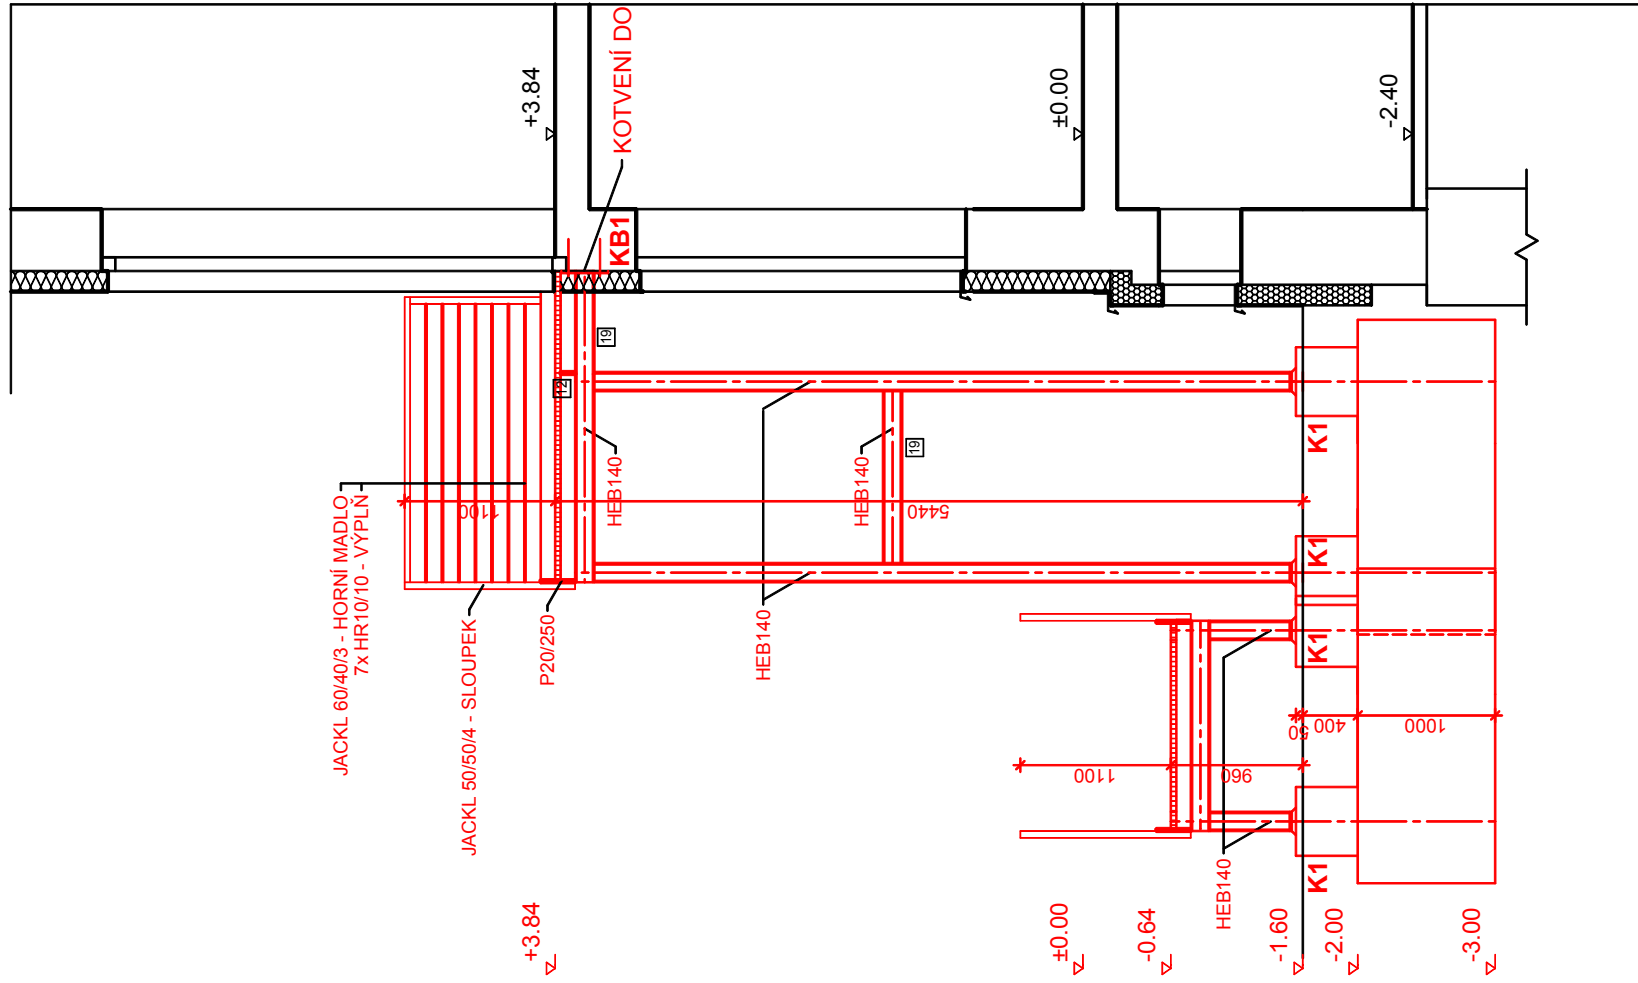 +3.84
KOTVENÍ DO
±0.00
-2.40
KB1
19
12
HEB140
HEB140
19
K1
1100
5440
JACKL 60/40/3 - HORNÍ MADLO
7x HR10/10 - VÝPLŇ
JACKL 50/50/4 - SLOUPEK
P20/250
HEB140
K1
K1
50
400
1000
1100
960
HEB140
K1
+3.84
±0.00
-0.64
-1.60
-2.00
-3.00